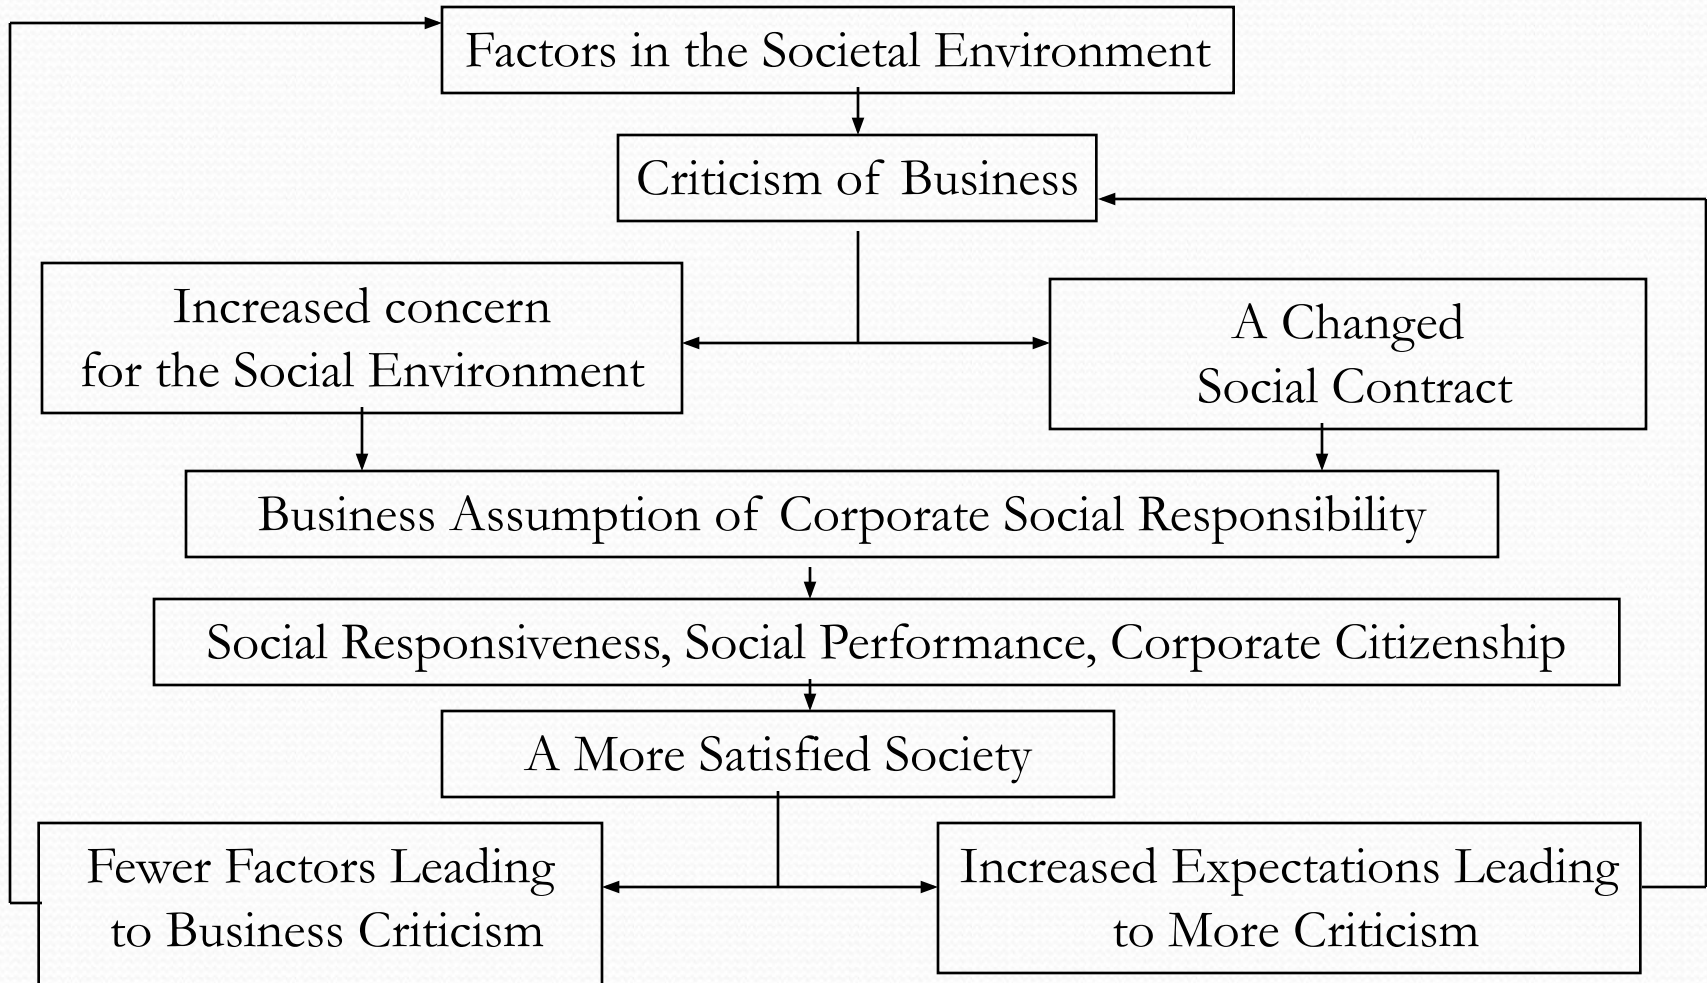 Factors in the Societal Environment
Criticism of Business
Increased concern
for the Social Environment
A Changed
Social Contract
Business Assumption of Corporate Social Responsibility
Social Responsiveness, Social Performance, Corporate Citizenship
A More Satisfied Society
Fewer Factors Leading
to Business Criticism
Increased Expectations Leading
to More Criticism